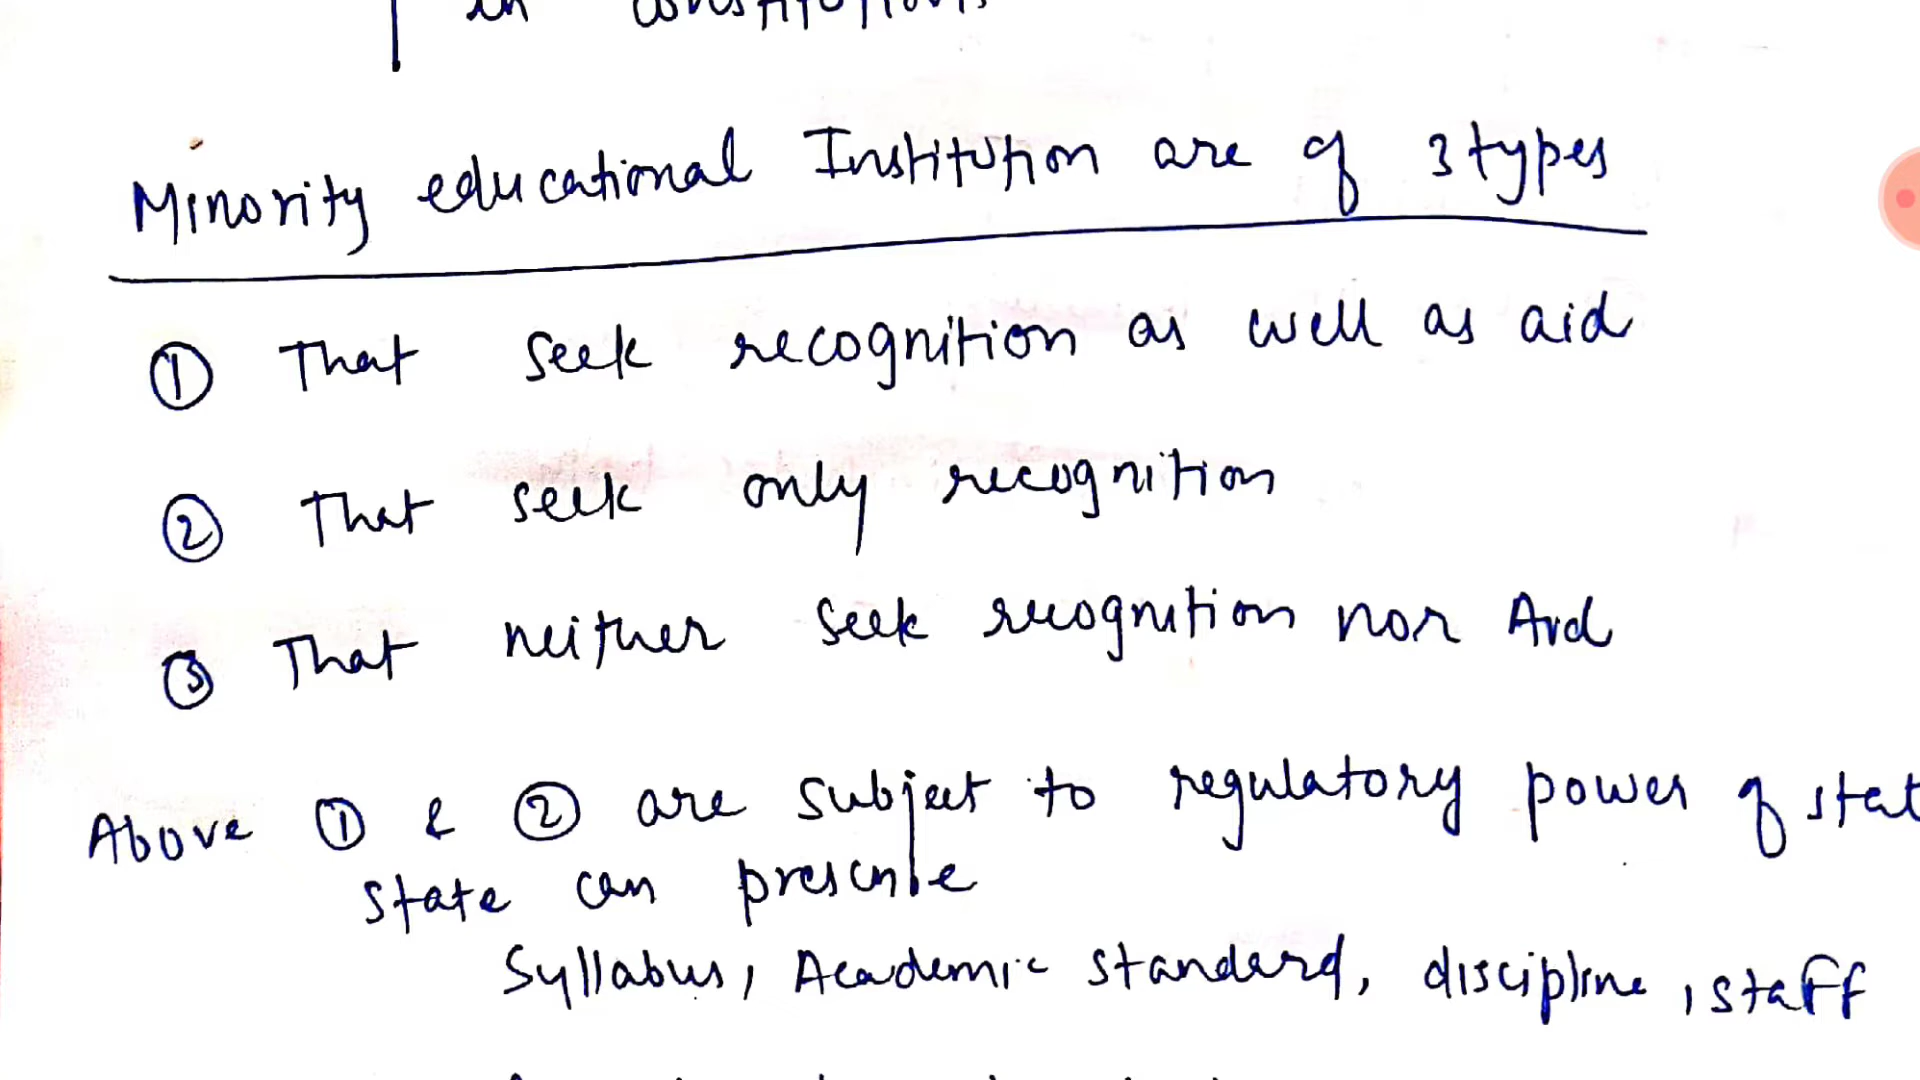 in constitution.
Minority educational Institution are of 3 types
① That seek recognition as well as aid
② That seek only recognition
③ That neither seek recognition nor Aid
Above ① & ② are subject to regulatory power of stat
state can prescribe
Syllabus, Academic standard, discipline, staff